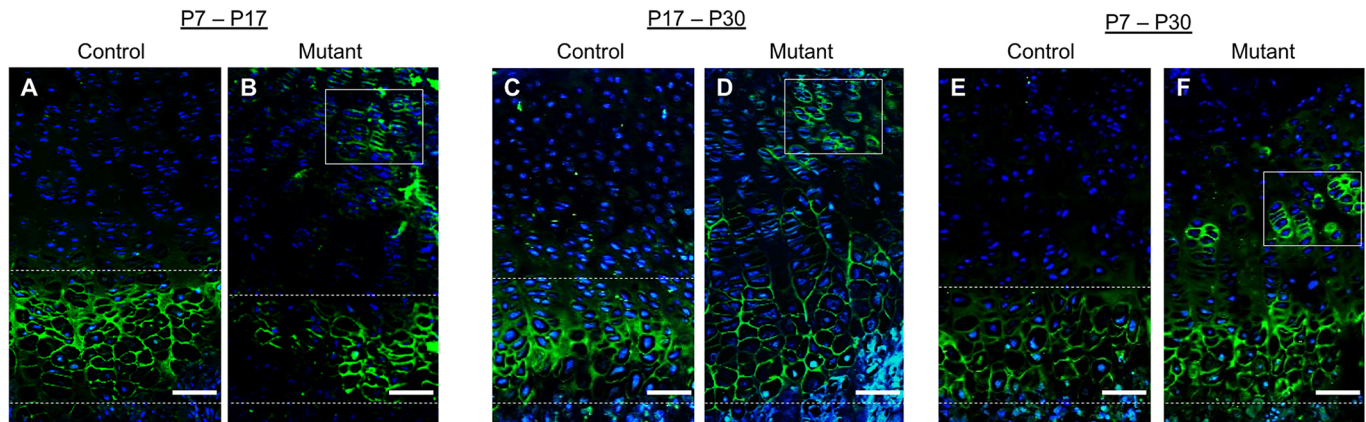 P7 – P17
P17 – P30
P7 – P30
Control
Mutant
Control
Mutant
Control
Mutant
A
B
C
D
E
F